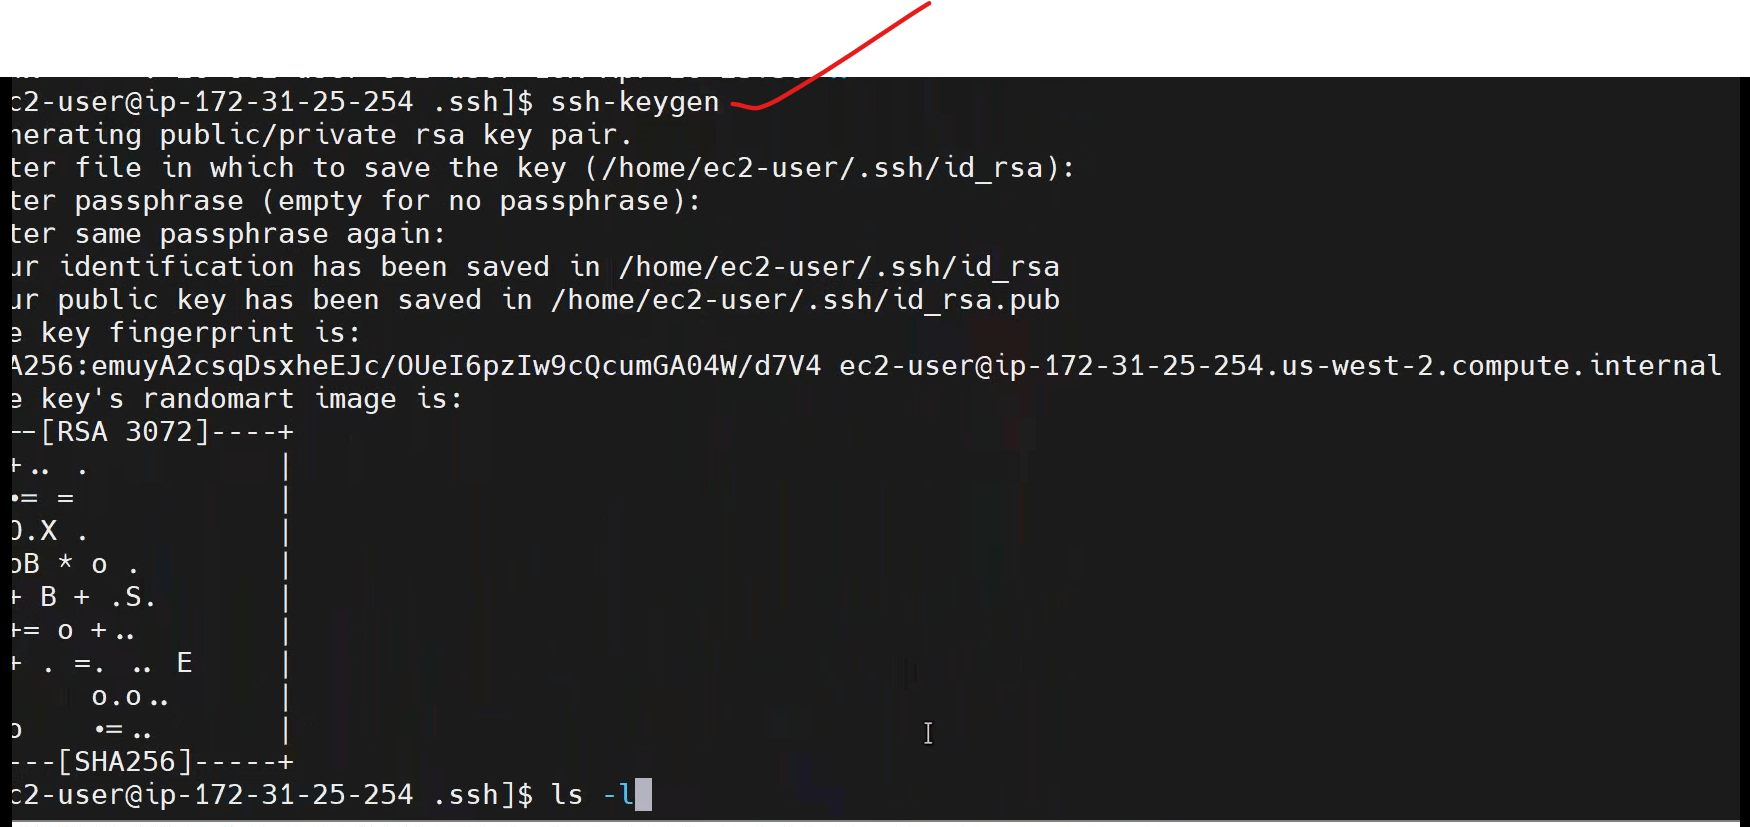 c2-user@ip-172-31-25-254 .ssh]$ ssh-keygen
nerating public/private rsa key pair.
ter file in which to save the key (/home/ec2-user/.ssh/id_rsa):
ter passphrase (empty for no passphrase):
ter same passphrase again:
ur identification has been saved in /home/ec2-user/.ssh/id_rsa
ur public key has been saved in /home/ec2-user/.ssh/id_rsa.pub
e key fingerprint is:
A256:emuyA2csqDsxheEJc/OUeI6pzIw9cQcumGA04W/d7V4 ec2-user@ip-172-31-25-254.us-west-2.compute.internal
e key's randomart image is:
--[RSA 3072]----+
+.. .            |
•= =             |
O.X .            |
oB * o .         |
+ B + .S.        |
+= o +..         |
+ . =. .. E      |
     o.o..       |
o    •=..        |
---[SHA256]-----+
c2-user@ip-172-31-25-254 .ssh]$ ls -l